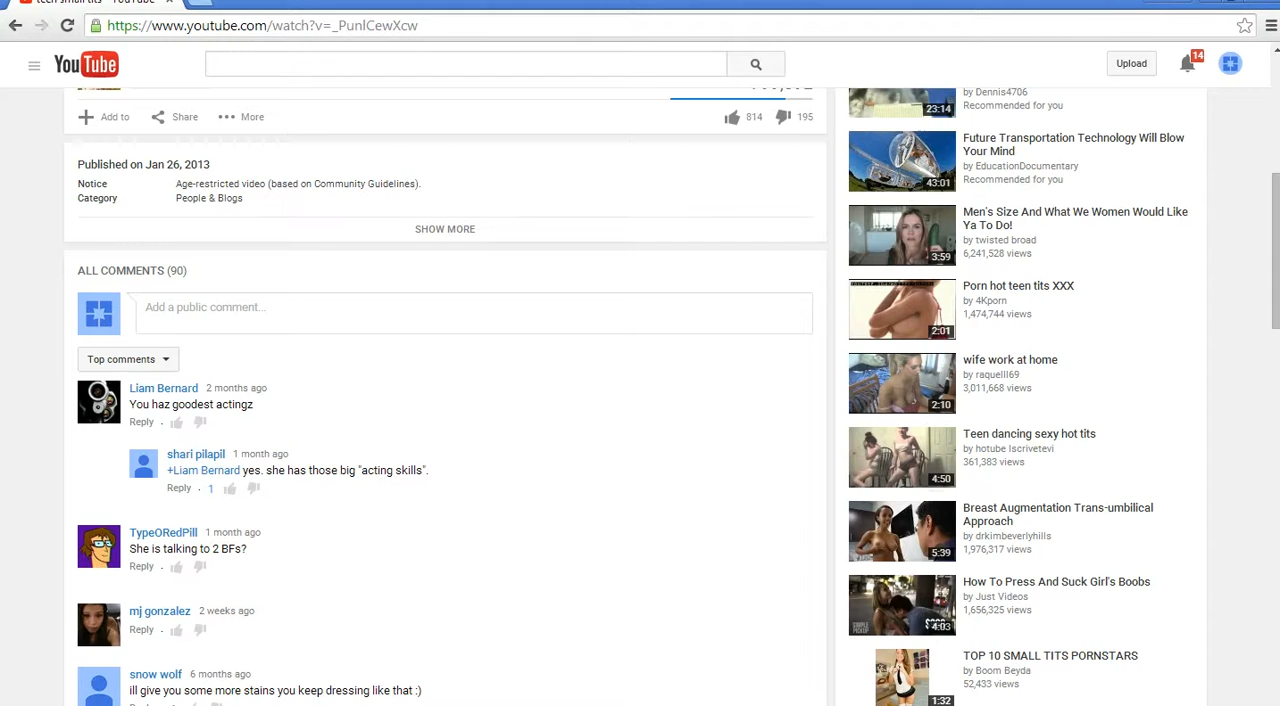 https://www.youtube.com/watch?v=_PunlCewXcw
YouTube
Upload
14
Add to
Share
More
814
195
Published on Jan 26, 2013
Notice Age-restricted video (based on Community Guidelines).
Category People & Blogs
SHOW MORE
ALL COMMENTS (90)
Add a public comment...
Top comments
Liam Bernard 2 months ago
You haz goodest actingz
Reply
shari pilapil 1 month ago
+Liam Bernard yes. she has those big "acting skills".
Reply 1
TypeORedPill 1 month ago
She is talking to 2 BFs?
Reply
mj gonzalez 2 weeks ago
Reply
snow wolf 6 months ago
ill give you some more stains you keep dressing like that :)
by Dennis4706
Recommended for you
23:14
Future Transportation Technology Will Blow
Your Mind
by EducationDocumentary
Recommended for you
43:01
Men's Size And What We Women Would Like
Ya To Do!
by twisted broad
6,241,528 views
3:59
Porn hot teen tits XXX
by 4Kporn
1,474,744 views
2:01
wife work at home
by raquelll69
3,011,668 views
2:10
Teen dancing sexy hot tits
by hotube lscrivetevi
361,383 views
4:50
Breast Augmentation Trans-umbilical
Approach
by drkimberlyhills
1,976,317 views
5:39
How To Press And Suck Girl's Boobs
by Just Videos
1,656,325 views
4:03
TOP 10 SMALL TITS PORNSTARS
by Boom Beyda
52,433 views
1:32